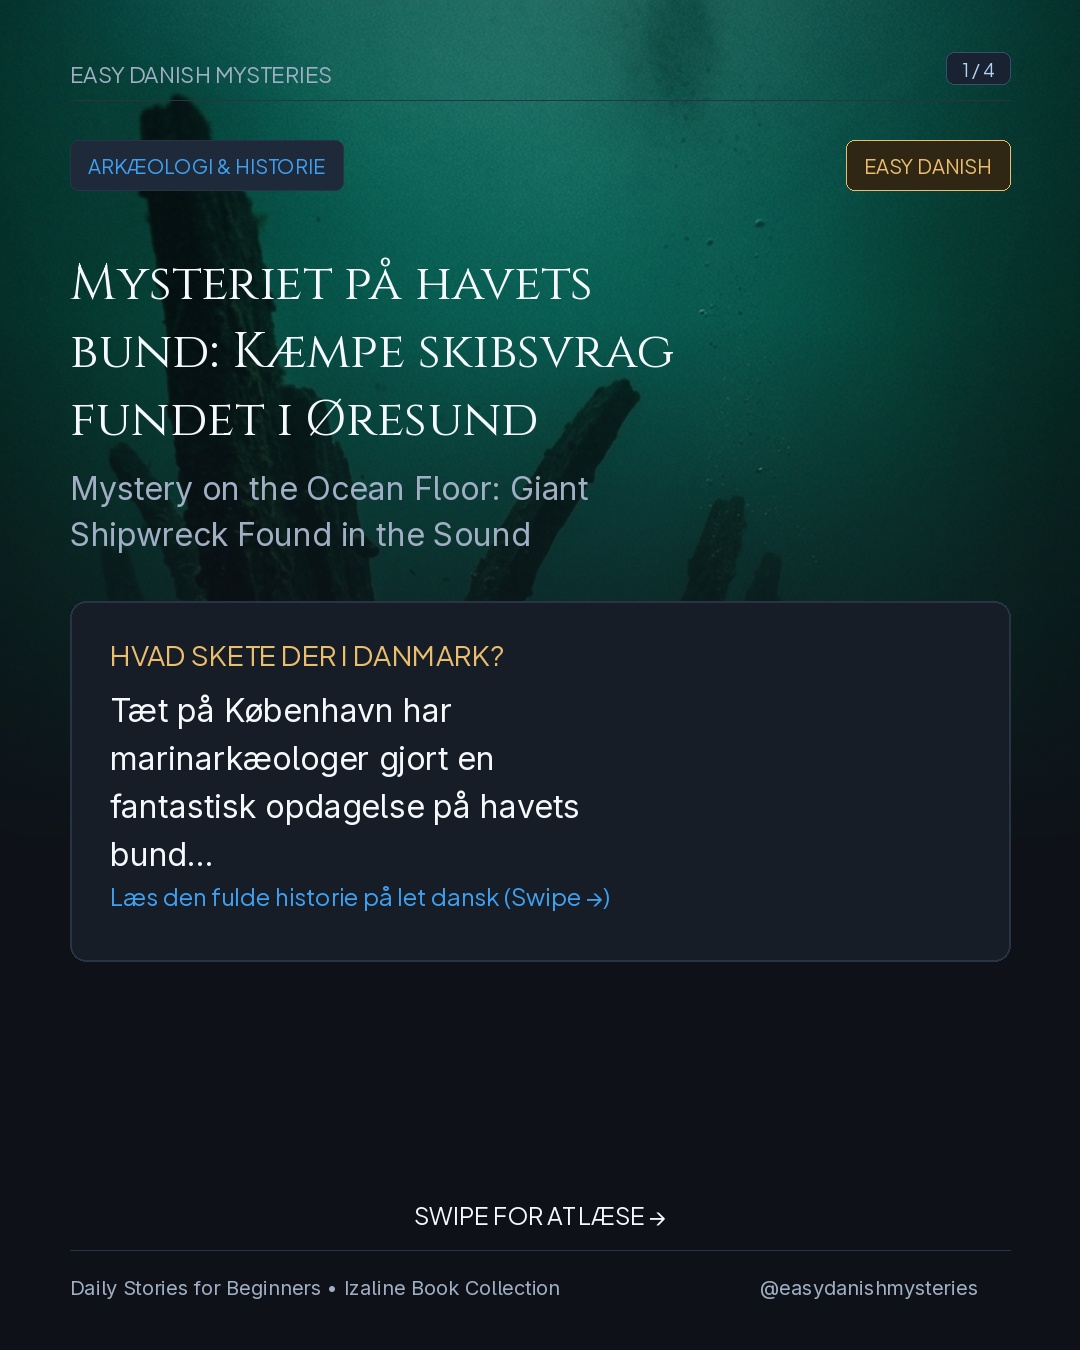 EASY DANISH MYSTERIES
1 / 4
ARKÆOLOGI & HISTORIE
EASY DANISH
Mysteriet på havets
bund: Kæmpe skibsvrag
fundet i Øresund
Mystery on the Ocean Floor: Giant
Shipwreck Found in the Sound
HVAD SKETE DER I DANMARK?
Tæt på København har
marinarkæologer gjort en
fantastisk opdagelse på havets
bund...
Læs den fulde historie på let dansk (Swipe →)
SWIPE FOR AT LÆSE →
Daily Stories for Beginners • Izaline Book Collection
@easydanishmysteries